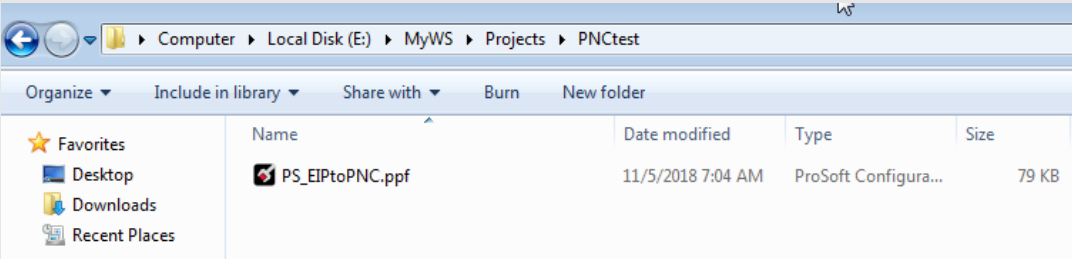 Computer Local Disk (E:) MyWS Projects PNCtest
Organize Include in library Share with Burn New folder
Name Date modified Type Size
Favorites
Desktop
Downloads
Recent Places
PS_EIPtoPNC.ppf 11/5/2018 7:04 AM ProSoft Configura... 79 KB